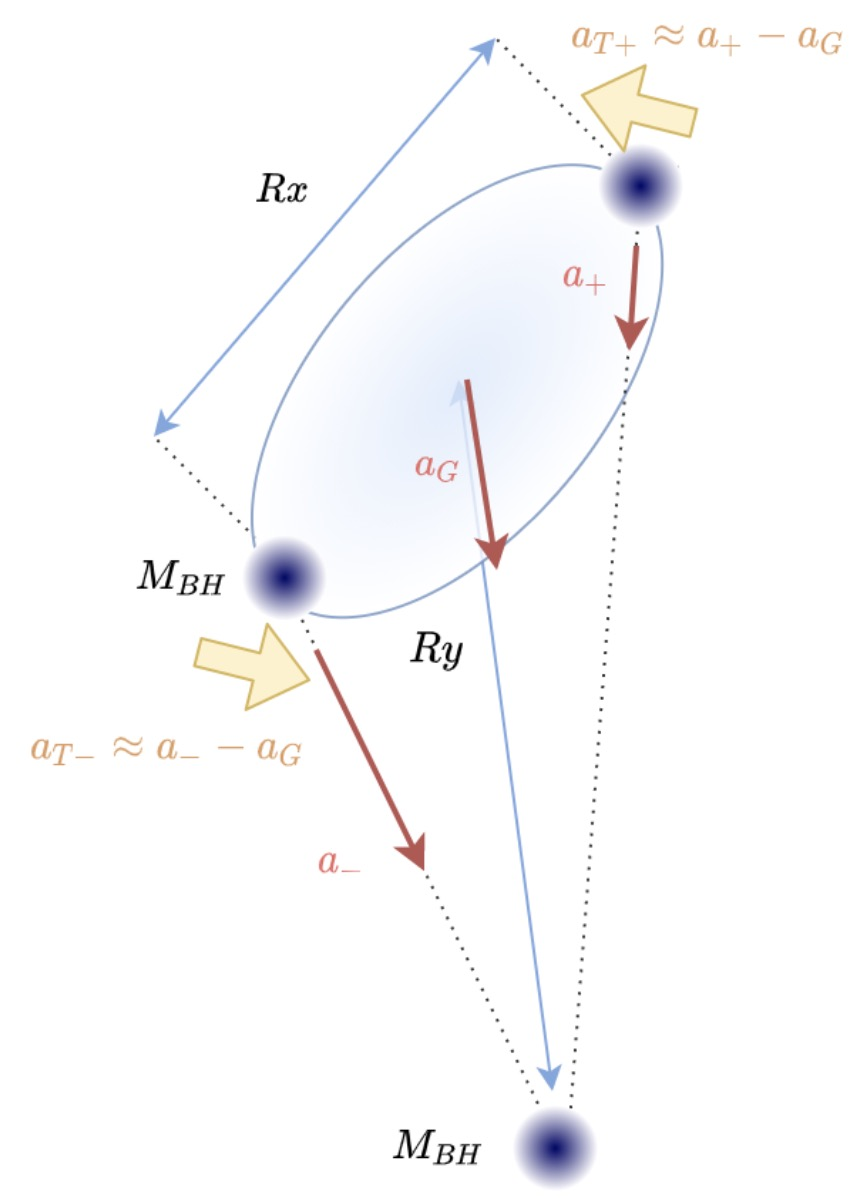 a_{T+} ≈ a_+ − a_G
Rx
a_+
a_G
M_{BH}
Ry
a_{T−} ≈ a_− − a_G
a_−
M_{BH}